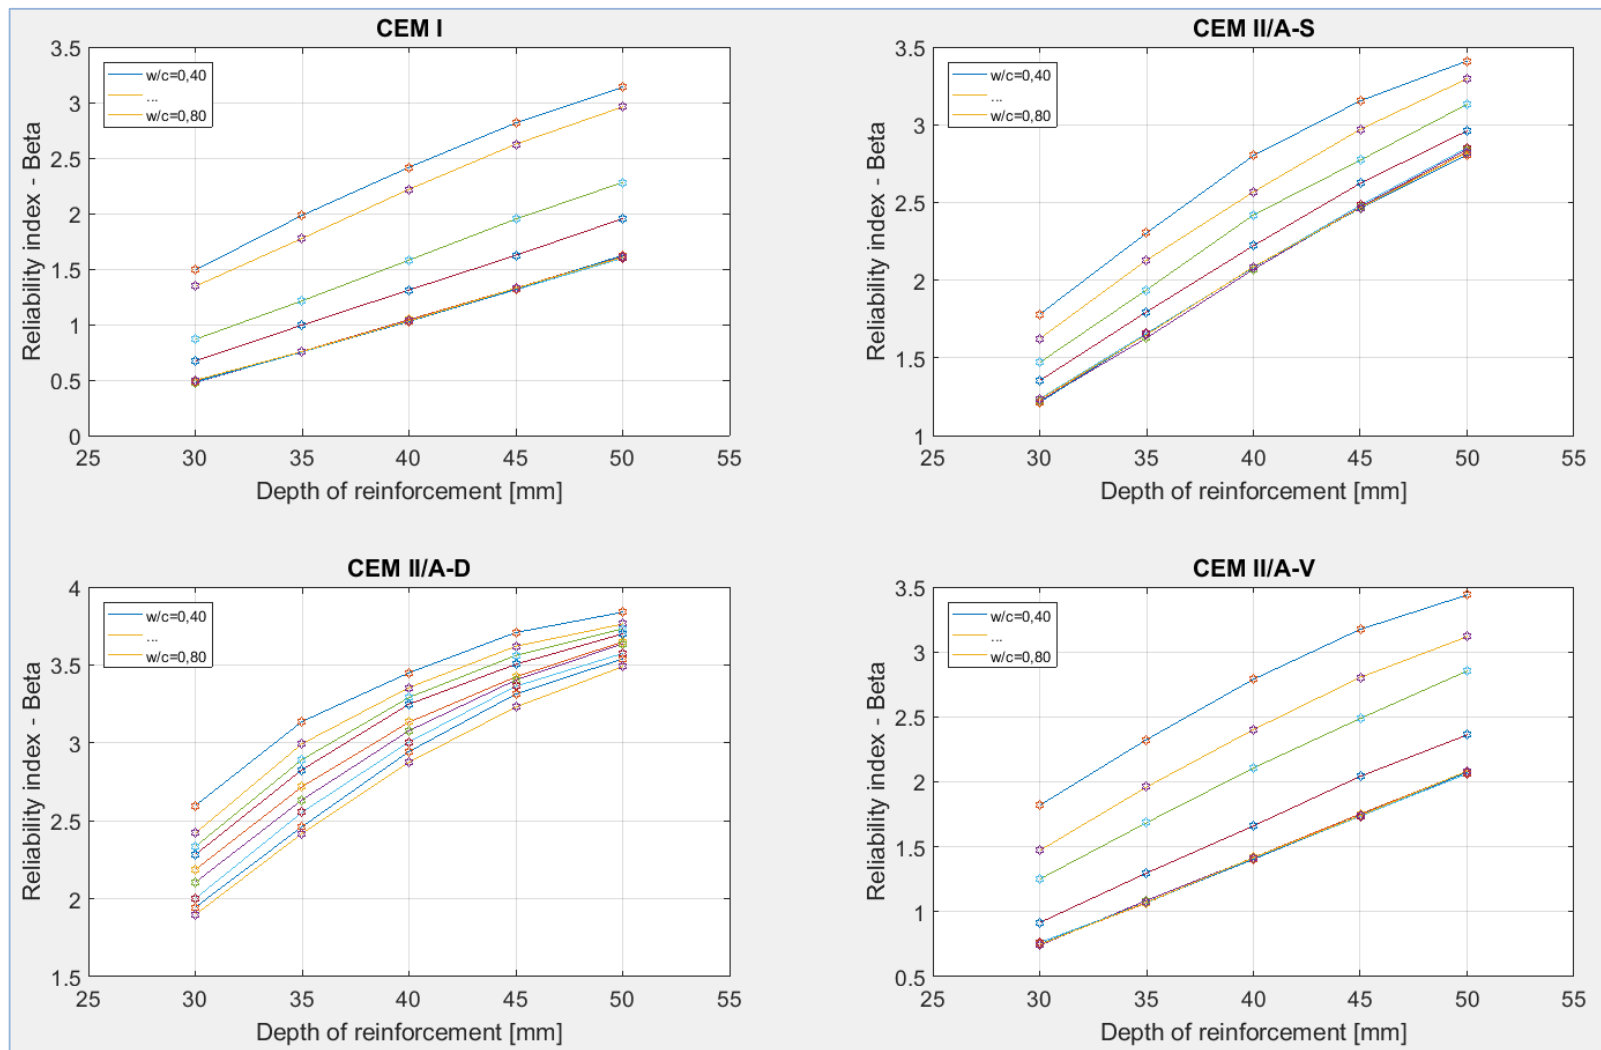 CEM I
3.5
3
2.5
2
1.5
1
0.5
0
Reliability index - Beta
w/c=0,40
...
w/c=0,80
25 30 35 40 45 50 55
Depth of reinforcement [mm]
CEM II/A-S
3.5
3
2.5
2
1.5
1
Reliability index - Beta
w/c=0,40
...
w/c=0,80
25 30 35 40 45 50 55
Depth of reinforcement [mm]
CEM II/A-D
4
3.5
3
2.5
2
1.5
Reliability index - Beta
w/c=0,40
...
w/c=0,80
25 30 35 40 45 50 55
Depth of reinforcement [mm]
CEM II/A-V
3.5
3
2.5
2
1.5
1
0.5
Reliability index - Beta
w/c=0,40
...
w/c=0,80
25 30 35 40 45 50 55
Depth of reinforcement [mm]